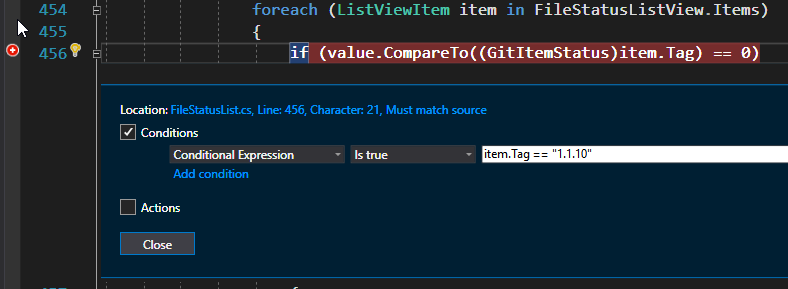 454 foreach (ListViewItem item in FileStatusListView.Items)
455 {
456 if (value.CompareTo((GitItemStatus)item.Tag) == 0)
Location: FileStatusList.cs, Line: 456, Character: 21, Must match source
Conditions
Conditional Expression Is true item.Tag == "1.1.10"
Add condition
Actions
Close